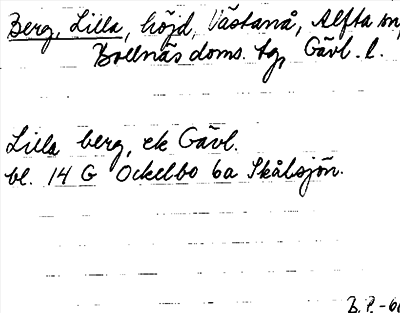 Berg, Lilla, höjd, Västanå, Alfta sn,
Bollnäs doms. tg, Gävl. l.
Lilla berg, ek Gävl.
bl. 14 G Ockelbo 6a Skålsjön.
B.P.-66